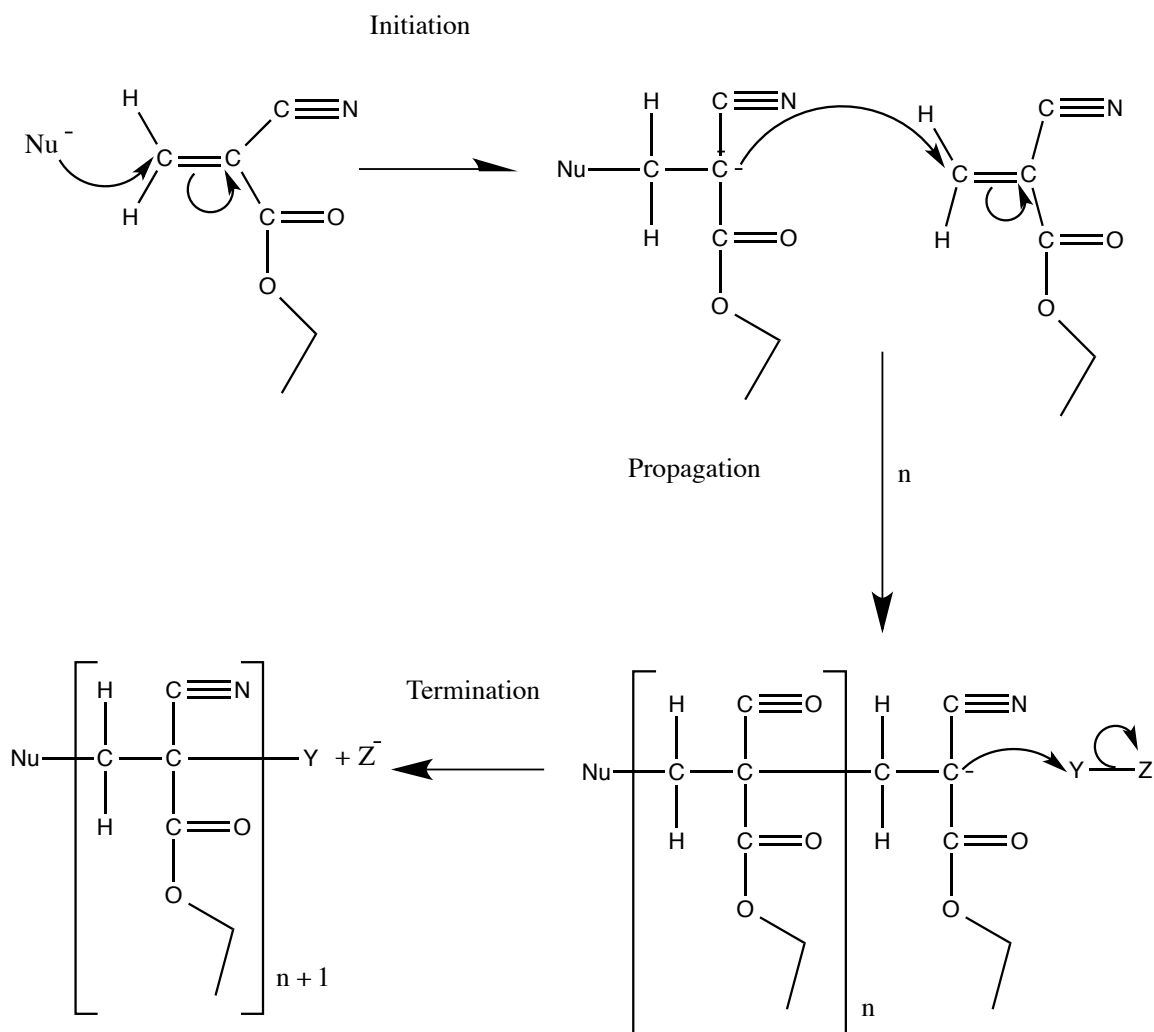 Initiation
H
C≡N
Nu⁻
C=C
H
C=O
O
H
C≡N
Nu—C—C⁻
H
C=O
O
H
C≡N
C=C
H
C=O
O
Propagation
n
H
C≡N
Nu—C—C—Y + Z⁻
H
C=O
O
n + 1
Termination
H
C≡O
H
C≡N
Nu—C—C—C—C⁻
Y—Z
H
C=O
H
C=O
O
O
n